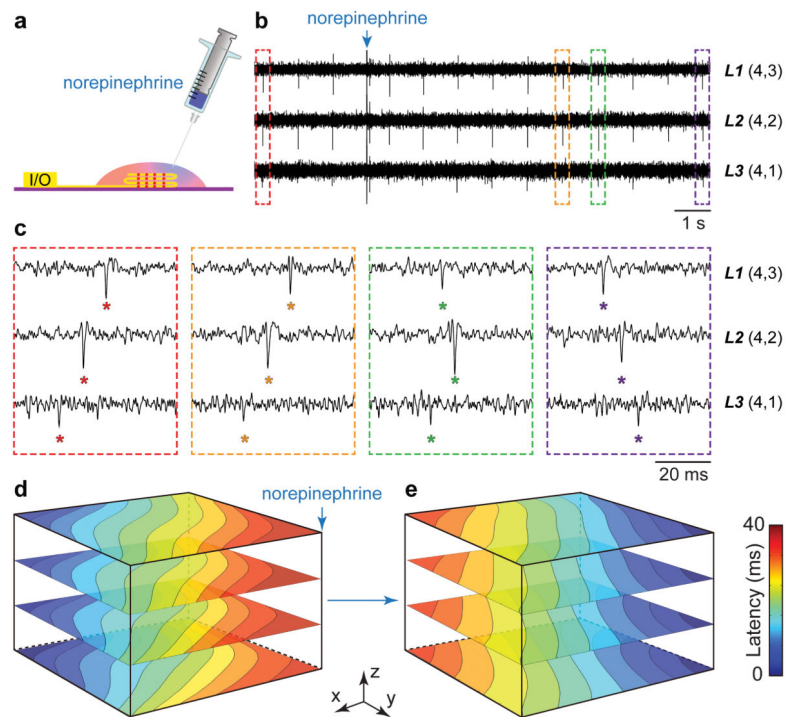 a
norepinephrine
I/O
b
norepinephrine
L1 (4,3)
L2 (4,2)
L3 (4,1)
1 s
c
*
*
*
*
L1 (4,3)
*
*
*
*
L2 (4,2)
*
*
*
*
L3 (4,1)
20 ms
d
norepinephrine
e
z
x
y
40
Latency (ms)
0